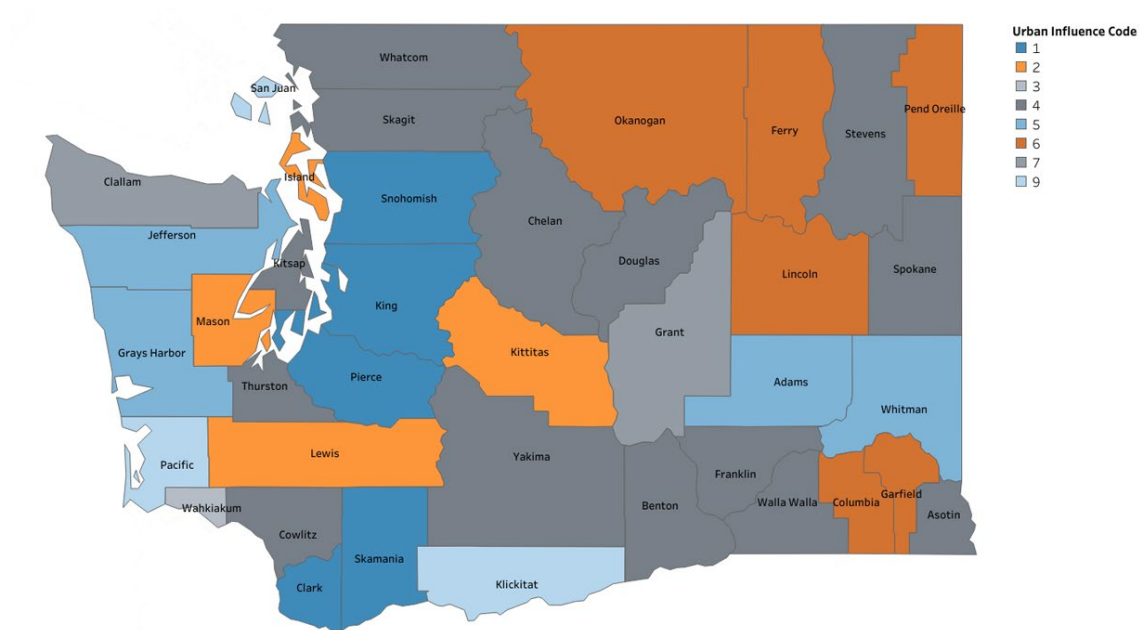 Urban Influence Code
1
2
3
4
5
6
7
9
Whatcom
San Juan
Skagit
Okanogan
Ferry
Stevens
Pend Oreille
Clallam
Island
Snohomish
Chelan
Jefferson
Kitsap
Douglas
Lincoln
Spokane
King
Mason
Grant
Grays Harbor
Kittitas
Thurston
Pierce
Adams
Whitman
Lewis
Yakima
Pacific
Franklin
Wahkiakum
Benton
Walla Walla
Columbia
Garfield
Asotin
Cowlitz
Skamania
Clark
Klickitat